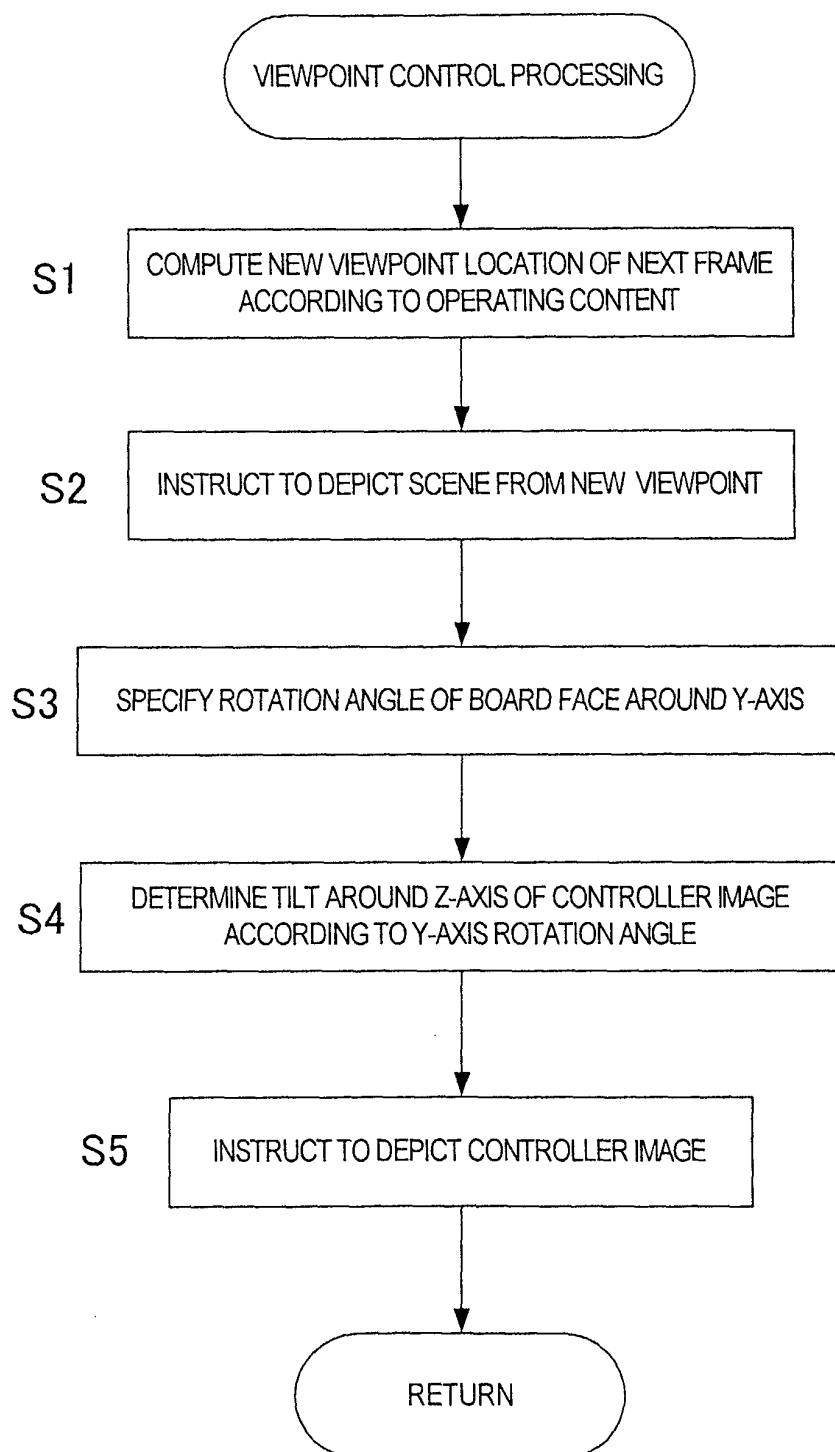 VIEWPOINT CONTROL PROCESSING
S1
COMPUTE NEW VIEWPOINT LOCATION OF NEXT FRAME
ACCORDING TO OPERATING CONTENT
S2
INSTRUCT TO DEPICT SCENE FROM NEW VIEWPOINT
S3
SPECIFY ROTATION ANGLE OF BOARD FACE AROUND Y-AXIS
S4
DETERMINE TILT AROUND Z-AXIS OF CONTROLLER IMAGE
ACCORDING TO Y-AXIS ROTATION ANGLE
S5
INSTRUCT TO DEPICT CONTROLLER IMAGE
RETURN